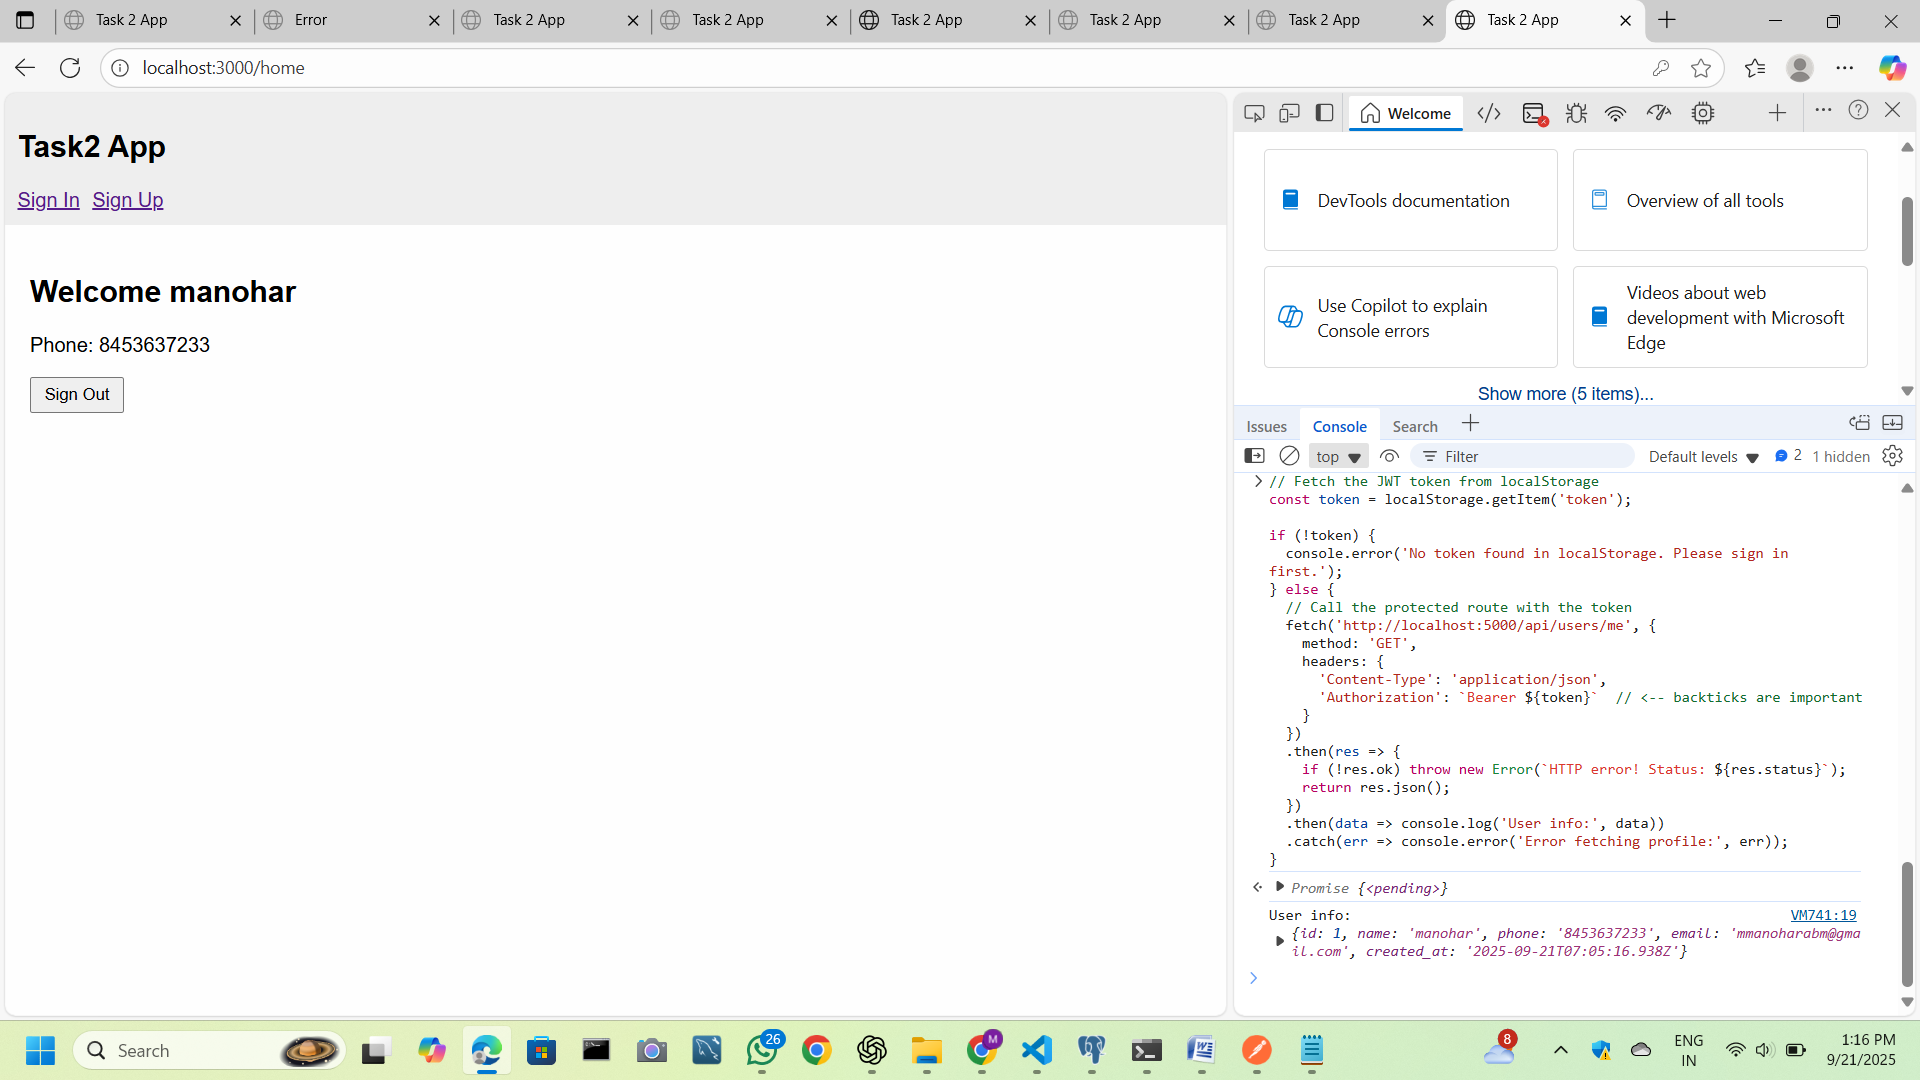 Task 2 App
Error
Task 2 App
Task 2 App
Task 2 App
Task 2 App
Task 2 App
Task 2 App
localhost:3000/home
Task2 App
Sign In Sign Up
Welcome manohar
Phone: 8453637233
Sign Out
Welcome
DevTools documentation
Overview of all tools
Use Copilot to explain
Console errors
Videos about web
development with Microsoft
Edge
Show more (5 items)...
Issues Console Search
top Filter Default levels 2 1 hidden
// Fetch the JWT token from localStorage
const token = localStorage.getItem('token');
if (!token) {
console.error('No token found in localStorage. Please sign in
first.');
} else {
// Call the protected route with the token
fetch('http://localhost:5000/api/users/me', {
method: 'GET',
headers: {
'Content-Type': 'application/json',
'Authorization': `Bearer ${token}` // <-- backticks are important
}
})
.then(res => {
if (!res.ok) throw new Error(`HTTP error! Status: ${res.status}`);
return res.json();
})
.then(data => console.log('User info:', data))
.catch(err => console.error('Error fetching profile:', err));
}
Promise {<pending>}
User info: VM741:19
{id: 1, name: 'manohar', phone: '8453637233', email: 'mmanoharabm@gma
il.com', created_at: '2025-09-21T07:05:16.938Z'}
Search
26
M
8
ENG
IN
1:16 PM
9/21/2025